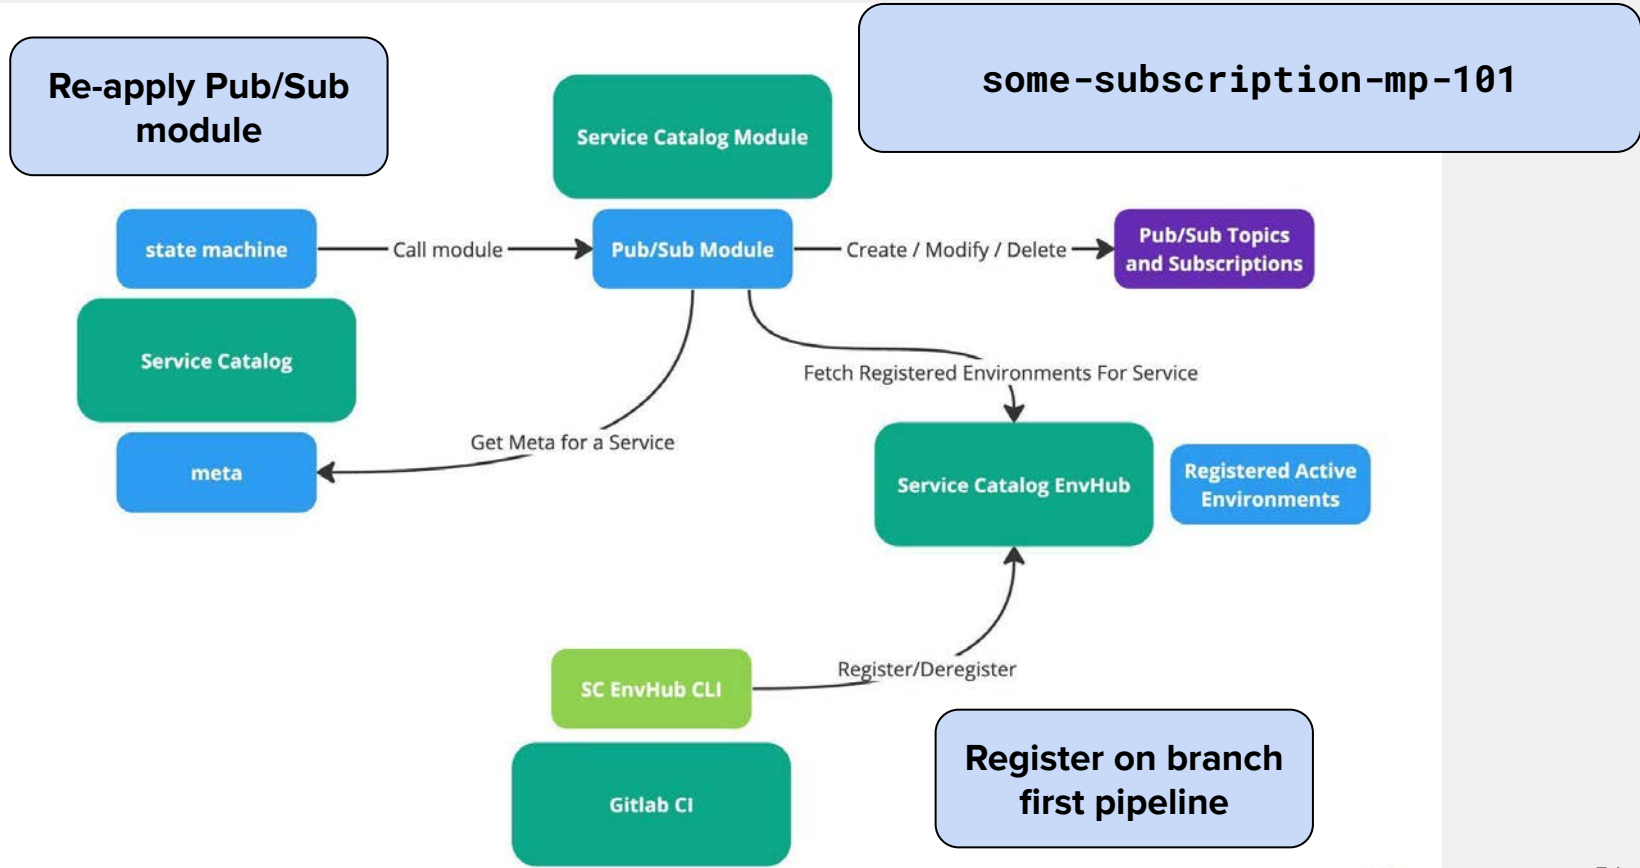 Re-apply Pub/Sub
module
some-subscription-mp-101
Service Catalog Module
state machine
Call module
Pub/Sub Module
Create / Modify / Delete
Pub/Sub Topics
and Subscriptions
Service Catalog
Fetch Registered Environments For Service
Get Meta for a Service
meta
Service Catalog EnvHub
Registered Active
Environments
SC EnvHub CLI
Register/Deregister
Register on branch
first pipeline
Gitlab CI